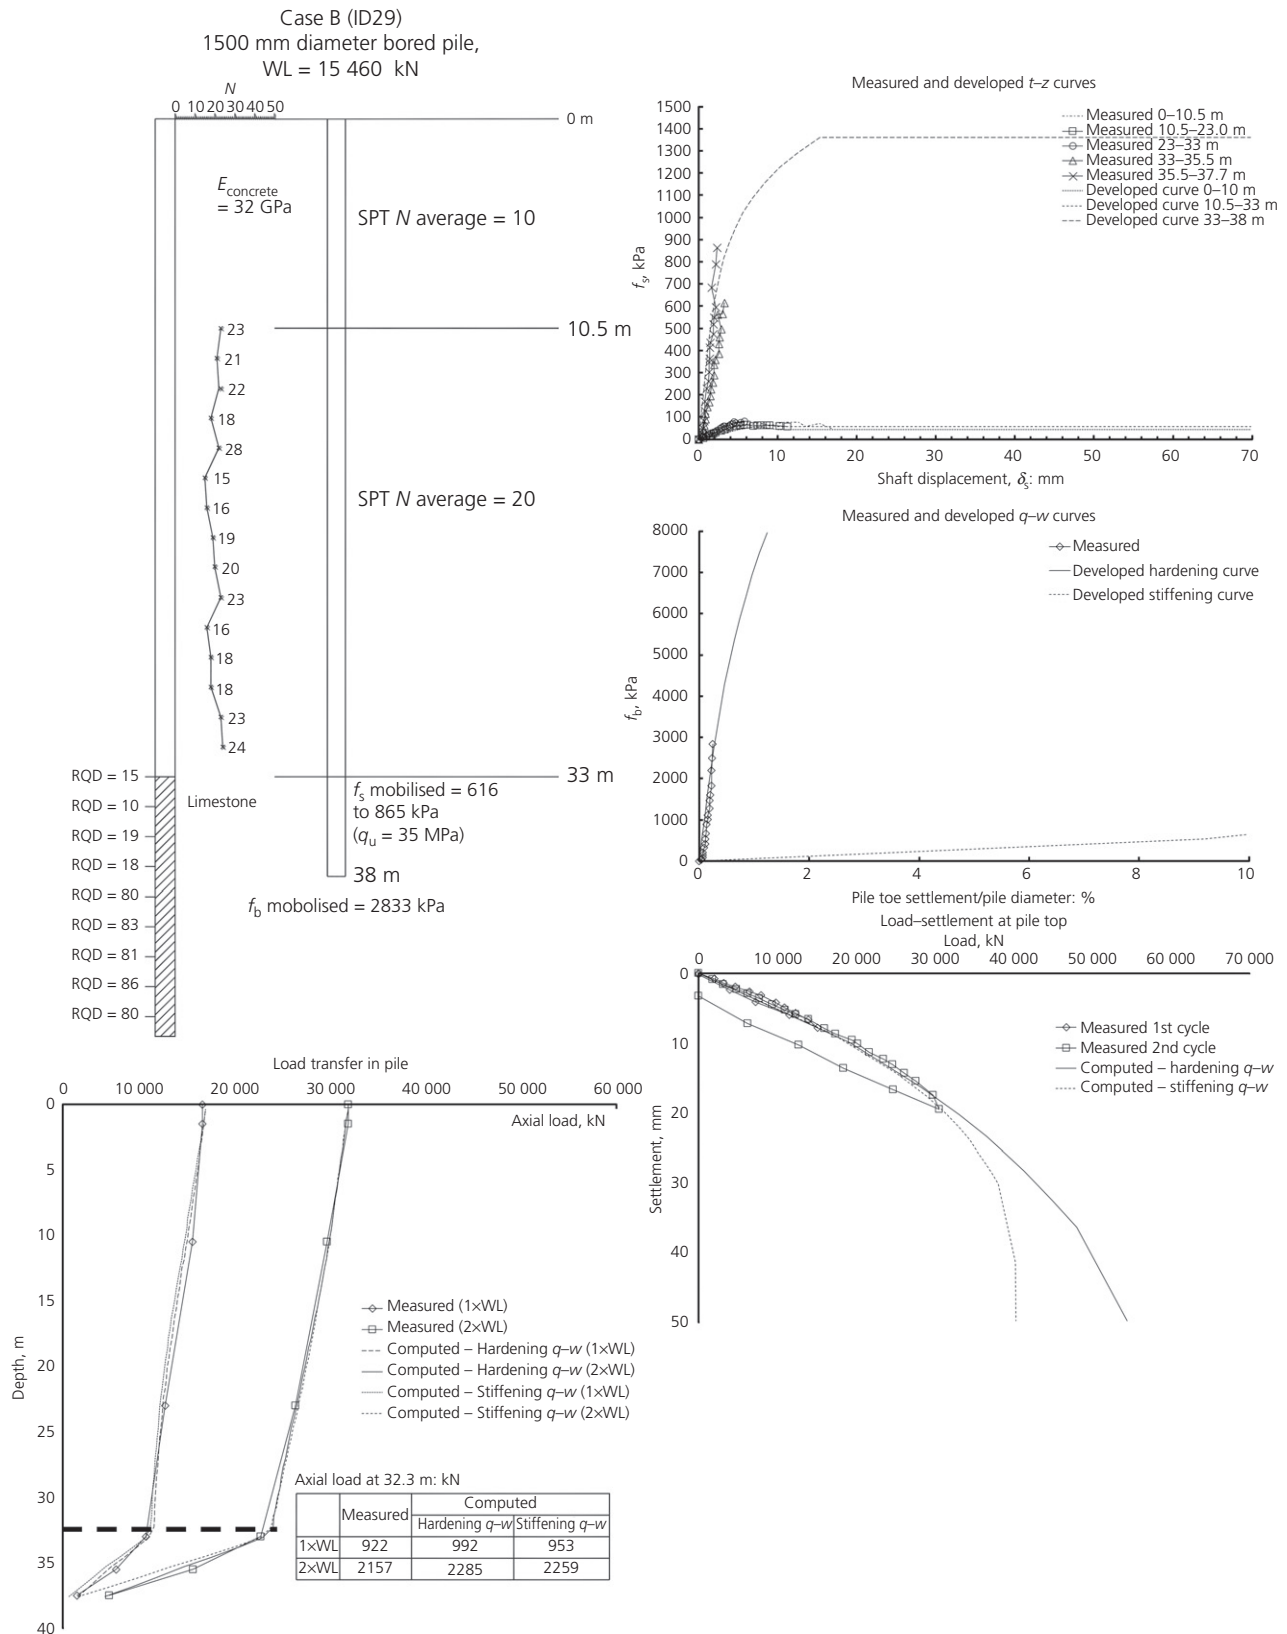 Case B (ID29)
1500 mm diameter bored pile,
WL = 15 460 kN
N
0 10 20 30 40 50
0 m
E concrete
= 32 GPa
SPT N average = 10
10.5 m
23
21
22
18
28
15
16
19
20
23
16
18
18
23
24
SPT N average = 20
33 m
RQD = 15
RQD = 10
RQD = 19
RQD = 18
RQD = 80
RQD = 83
RQD = 81
RQD = 86
RQD = 80
Limestone
fs mobilised = 616
to 865 kPa
(qu = 35 MPa)
38 m
fb mobolised = 2833 kPa
Measured and developed t–z curves
1500
1400
1300
1200
1100
1000
900
800
700
600
500
400
300
200
100
0
fs, kPa
Measured 0–10.5 m
Measured 10.5–23.0 m
Measured 23–33 m
Measured 33–35.5 m
Measured 35.5–37.7 m
Developed curve 0–10 m
Developed curve 10.5–33 m
Developed curve 33–38 m
0 10 20 30 40 50 60 70
Shaft displacement, δs: mm
Measured and developed q–w curves
8000
7000
6000
5000
4000
3000
2000
1000
0
fb, kPa
Measured
Developed hardening curve
Developed stiffening curve
0 2 4 6 8 10
Pile toe settlement/pile diameter: %
Load–settlement at pile top
Load, kN
0 10 000 20 000 30 000 40 000 50 000 60 000 70 000
0
10
20
30
40
50
Settlement, mm
Measured 1st cycle
Measured 2nd cycle
Computed – hardening q–w
Computed – stiffening q–w
Load transfer in pile
0 10 000 20 000 30 000 40 000 50 000 60 000
Axial load, kN
0
5
10
15
20
25
30
35
40
Depth, m
Measured (1×WL)
Measured (2×WL)
Computed – Hardening q–w (1×WL)
Computed – Hardening q–w (2×WL)
Computed – Stiffening q–w (1×WL)
Computed – Stiffening q–w (2×WL)
Axial load at 32.3 m: kN
Measured Computed
Hardening q–w Stiffening q–w
1×WL 922 992 953
2×WL 2157 2285 2259